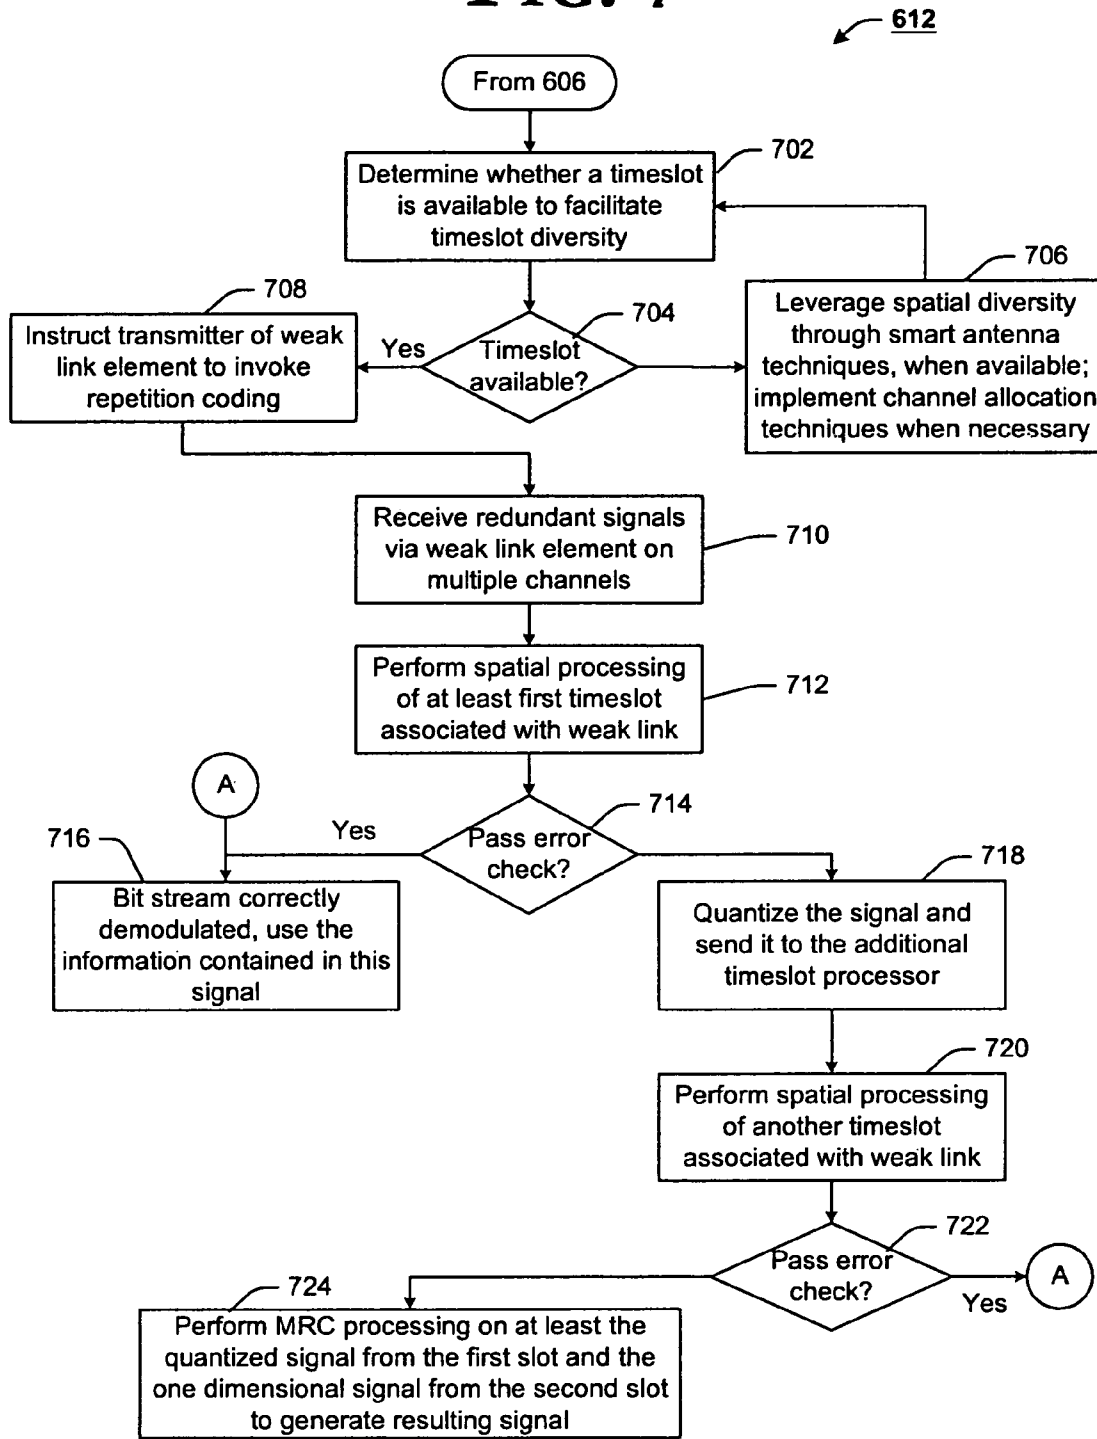 FIG. 7
612
From 606
702
Determine whether a timeslot
is available to facilitate
timeslot diversity
706
Leverage spatial diversity
through smart antenna
techniques, when available;
implement channel allocation
techniques when necessary
704
Timeslot
available?
Yes
708
Instruct transmitter of weak
link element to invoke
repetition coding
710
Receive redundant signals
via weak link element on
multiple channels
712
Perform spatial processing
of at least first timeslot
associated with weak link
A
714
Pass error
check?
Yes
716
Bit stream correctly
demodulated, use the
information contained in this
signal
718
Quantize the signal and
send it to the additional
timeslot processor
720
Perform spatial processing
of another timeslot
associated with weak link
722
Pass error
check?
Yes
A
724
Perform MRC processing on at least the
quantized signal from the first slot and the
one dimensional signal from the second slot
to generate resulting signal